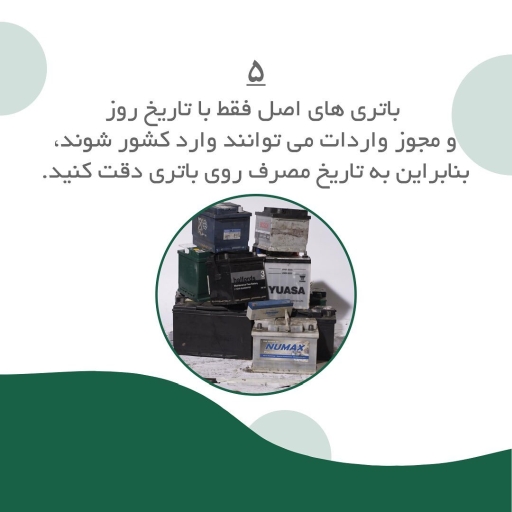 ۵
باتری های اصل فقط با تاریخ روز
و مجوز واردات می توانند وارد کشور شوند،
بنابراین به تاریخ مصرف روی باتری دقت کنید.
YUASA
NUMAX